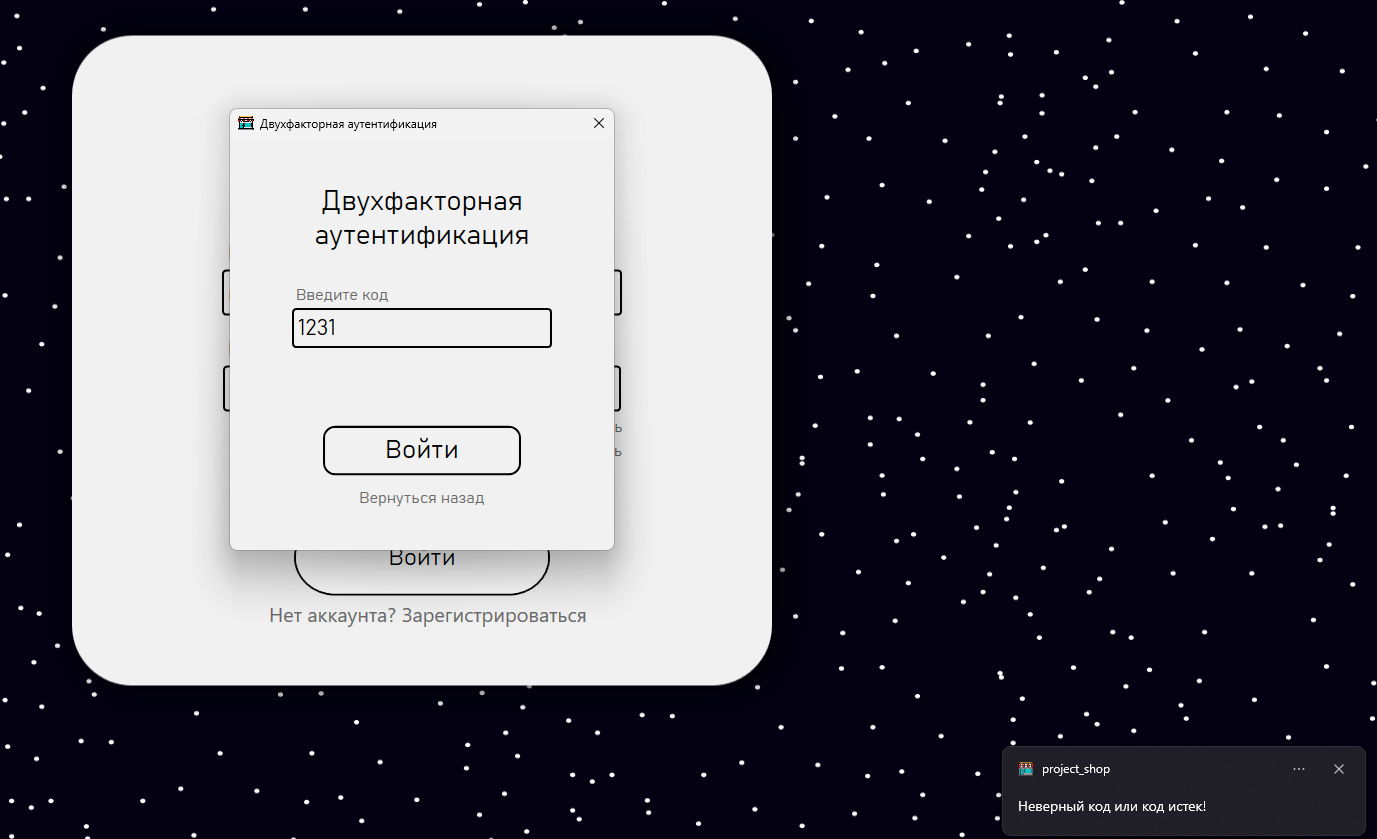 Двухфакторная аутентификация
Двухфакторная
аутентификация
Введите код
1231
Войти
Вернуться назад
Войти
Нет аккаунта? Зарегистрироваться
project_shop
Неверный код или код истек!